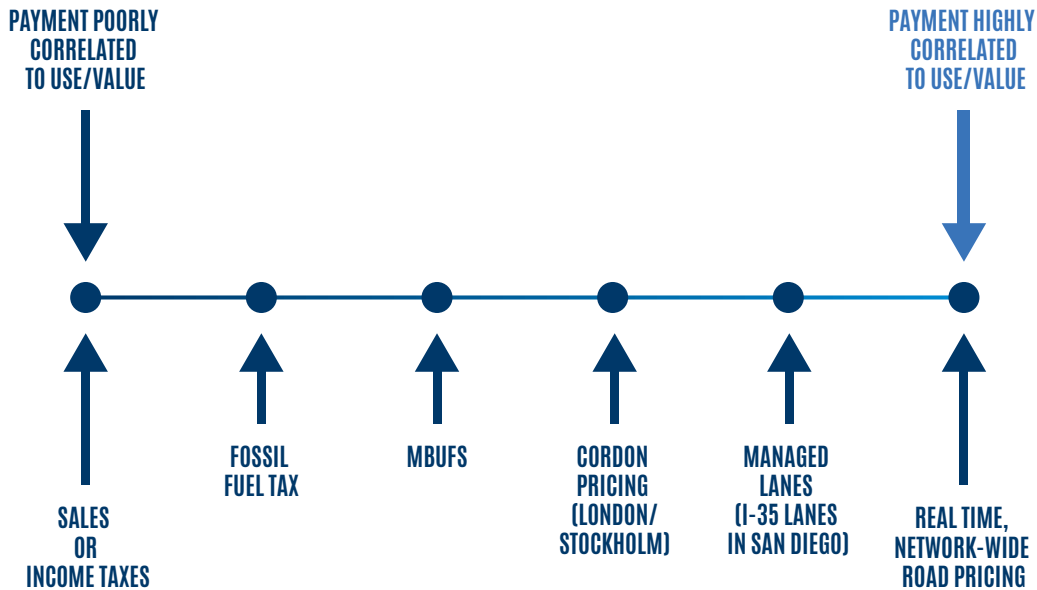 PAYMENT POORLY
CORRELATED
TO USE/VALUE
PAYMENT HIGHLY
CORRELATED
TO USE/VALUE
SALES
OR
INCOME TAXES
FOSSIL
FUEL TAX
MBUFS
CORDON
PRICING
(LONDON/
STOCKHOLM)
MANAGED
LANES
(I-35 LANES
IN SAN DIEGO)
REAL TIME,
NETWORK-WIDE
ROAD PRICING